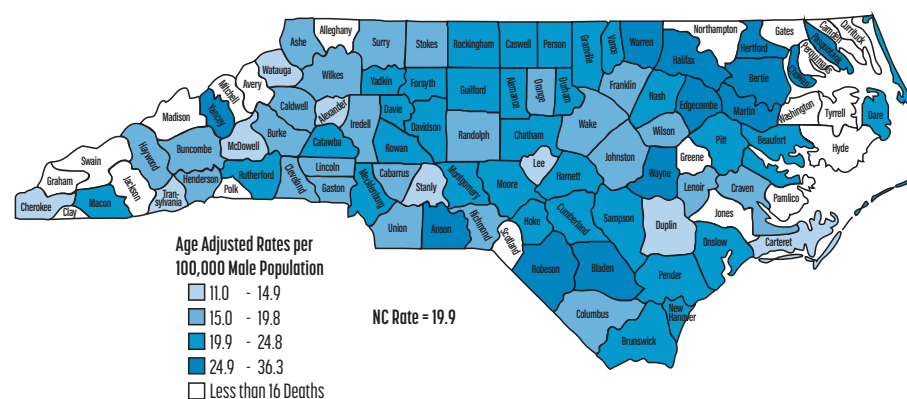 Ashe
Alleghany
Surry
Stokes
Rockingham
Caswell
Person
Granville
Vance
Warren
Northampton
Gates
Camden
Currituck
Pasquotank
Perquimans
Chowan
Hertford
Halifax
Bertie
Watauga
Wilkes
Yadkin
Forsyth
Guilford
Alamance
Orange
Durham
Franklin
Nash
Edgecombe
Martin
Washington
Tyrrell
Dare
Mitchell
Avery
Yancey
Madison
Caldwell
Alexander
Iredell
Davie
Davidson
Randolph
Chatham
Wake
Wilson
Pitt
Beaufort
Hyde
Swain
Haywood
Buncombe
McDowell
Burke
Catawba
Rowan
Lee
Johnston
Wayne
Greene
Graham
Jackson
Henderson
Rutherford
Cleveland
Lincoln
Gaston
Mecklenburg
Cabarrus
Stanly
Montgomery
Moore
Harnett
Lenoir
Craven
Pamlico
Cherokee
Clay
Macon
Tran-
sylvania
Polk
Union
Anson
Richmond
Scotland
Hoke
Cumberland
Sampson
Duplin
Jones
Onslow
Carteret
Robeson
Bladen
Pender
Columbus
New
Hanover
Brunswick
Age Adjusted Rates per
100,000 Male Population
11.0 - 14.9
15.0 - 19.8
19.9 - 24.8
24.9 - 36.3
Less than 16 Deaths
NC Rate = 19.9